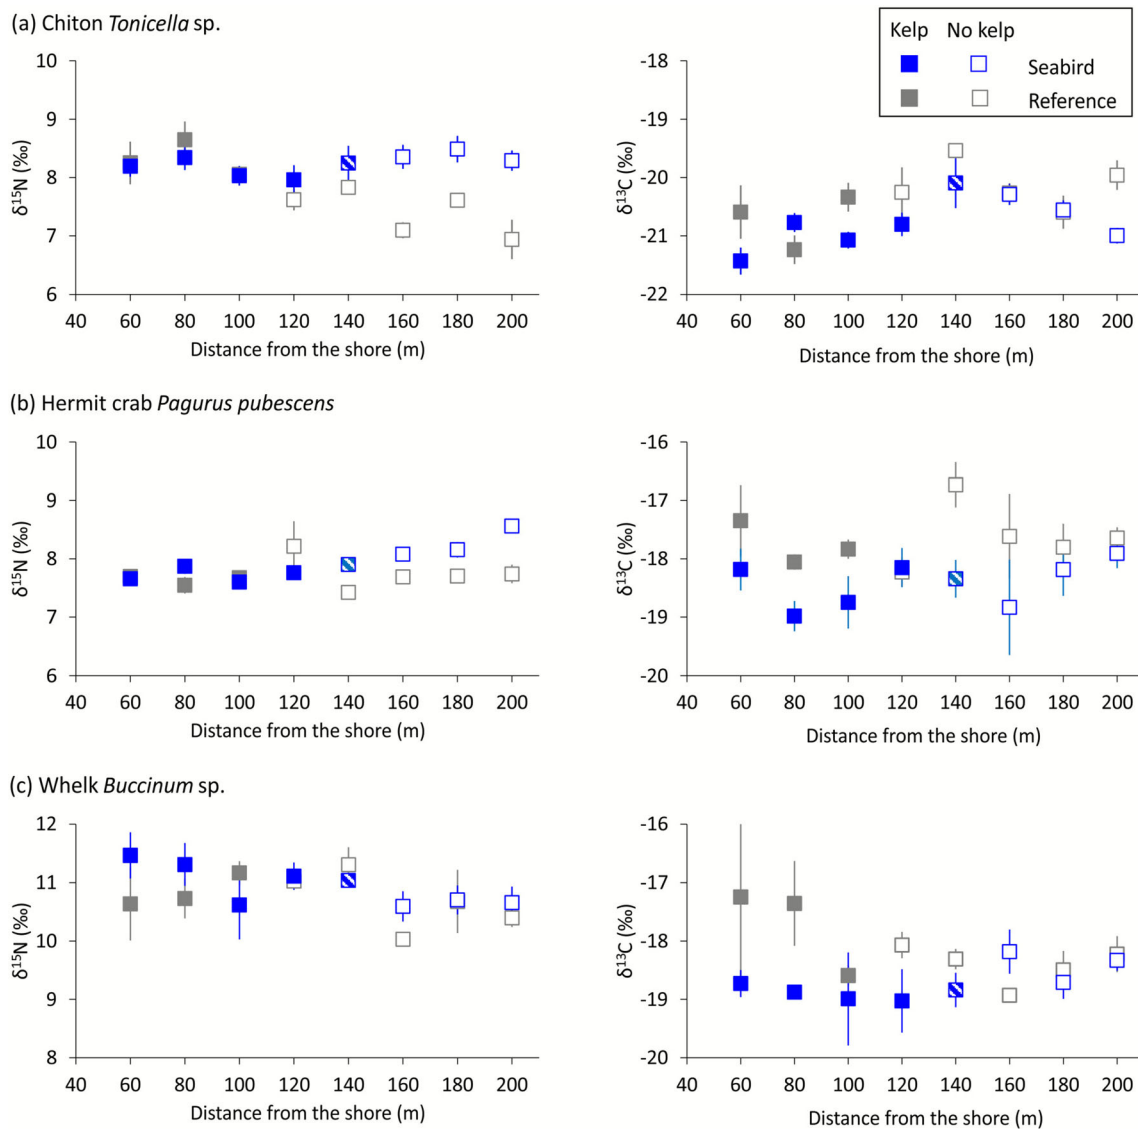 (a) Chiton Tonicella sp.
Kelp No kelp
Seabird
Reference
10
9
8
7
6
δ¹⁵N (‰)
40 60 80 100 120 140 160 180 200
Distance from the shore (m)
-18
-19
-20
-21
-22
δ¹³C (‰)
40 60 80 100 120 140 160 180 200
Distance from the shore (m)
(b) Hermit crab Pagurus pubescens
10
9
8
7
6
δ¹⁵N (‰)
40 60 80 100 120 140 160 180 200
Distance from the shore (m)
-16
-17
-18
-19
-20
δ¹³C (‰)
40 60 80 100 120 140 160 180 200
Distance from the shore (m)
(c) Whelk Buccinum sp.
12
11
10
9
8
δ¹⁵N (‰)
40 60 80 100 120 140 160 180 200
Distance from the shore (m)
-16
-17
-18
-19
-20
δ¹³C (‰)
40 60 80 100 120 140 160 180 200
Distance from the shore (m)